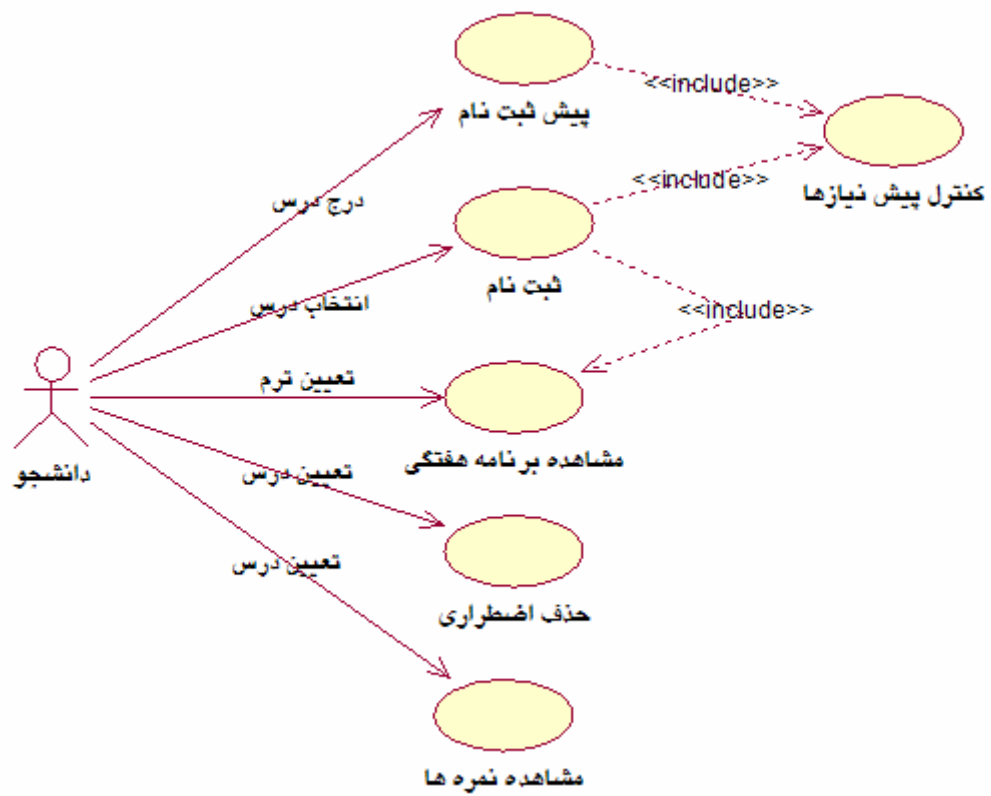 <<include>>
پیش ثبت نام
<<include>>
کنترل پیش نیازها
درج درس
ثبت نام
انتخاب درس
<<include>>
تعیین ترم
مشاهده برنامه هفتگی
دانشجو
تعیین درس
تعیین درس
حذف اضطراری
مشاهده نمره ها